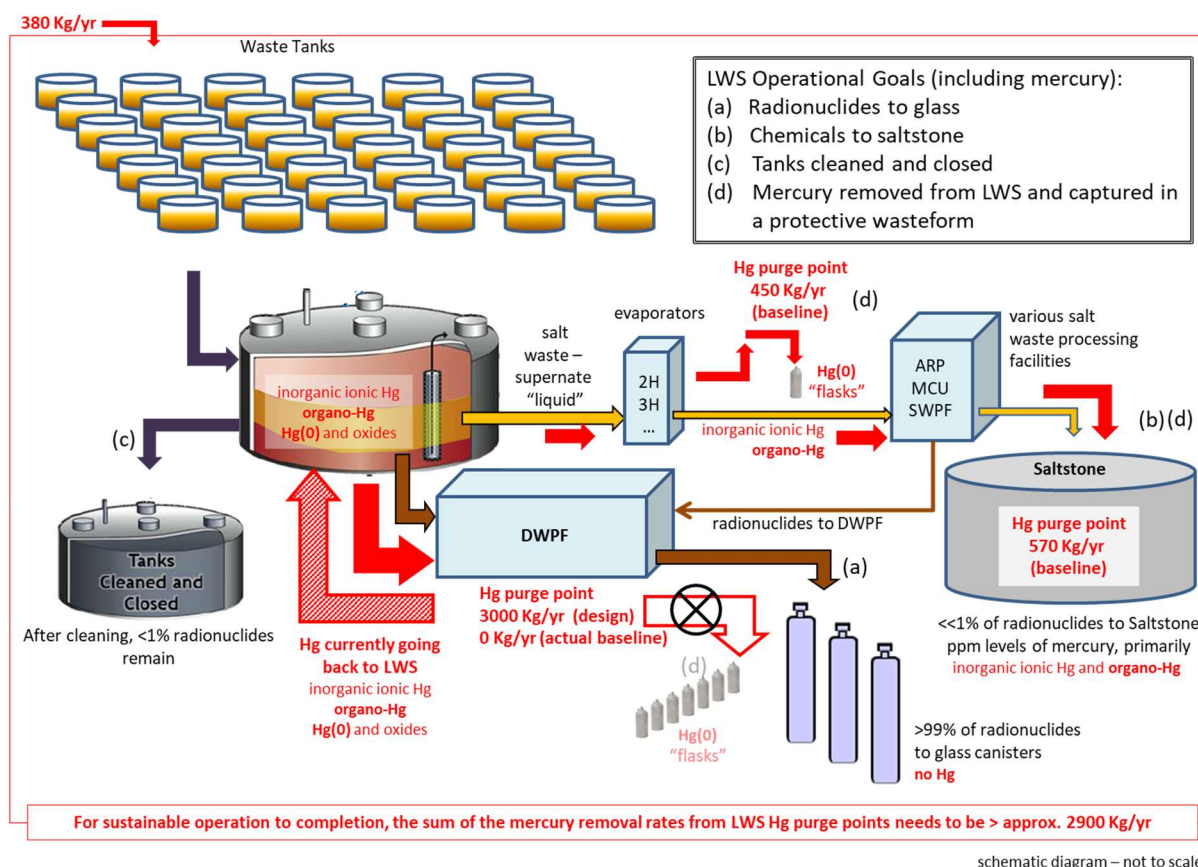 380 Kg/yr
Waste Tanks
LWS Operational Goals (including mercury):
(a) Radionuclides to glass
(b) Chemicals to saltstone
(c) Tanks cleaned and closed
(d) Mercury removed from LWS and captured in
a protective wasteform
Hg purge point
450 Kg/yr
(baseline)
(d)
evaporators
salt
waste –
supernate
"liquid"
2H
3H
...
Hg(0)
"flasks"
ARP
MCU
SWPF
various salt
waste processing
facilities
inorganic ionic Hg
organo-Hg
Hg(0) and oxides
inorganic ionic Hg
organo-Hg
(b) (d)
(c)
Saltstone
Hg purge point
570 Kg/yr
(baseline)
DWPF
radionuclides to DWPF
(a)
Tanks
Cleaned and
Closed
After cleaning, <1% radionuclides
remain
Hg purge point
3000 Kg/yr (design)
0 Kg/yr (actual baseline)
Hg currently going
back to LWS
inorganic ionic Hg
organo-Hg
Hg(0) and oxides
(d)
Hg(0)
"flasks"
<<1% of radionuclides to Saltstone
ppm levels of mercury, primarily
inorganic ionic Hg and organo-Hg
>99% of radionuclides
to glass canisters
no Hg
For sustainable operation to completion, the sum of the mercury removal rates from LWS Hg purge points needs to be > approx. 2900 Kg/yr
schematic diagram – not to scale